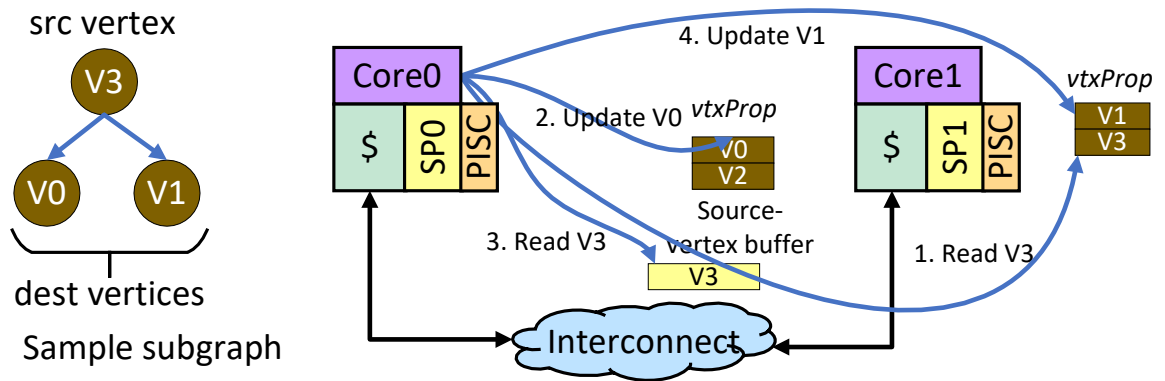 src vertex
V3
V0
V1
dest vertices
Sample subgraph
4. Update V1
Core0
$
SP0
PISC
2. Update V0
vtxProp
V0
V2
Source-
vertex buffer
3. Read V3
V3
Core1
$
SP1
PISC
vtxProp
V1
V3
1. Read V3
Interconnect